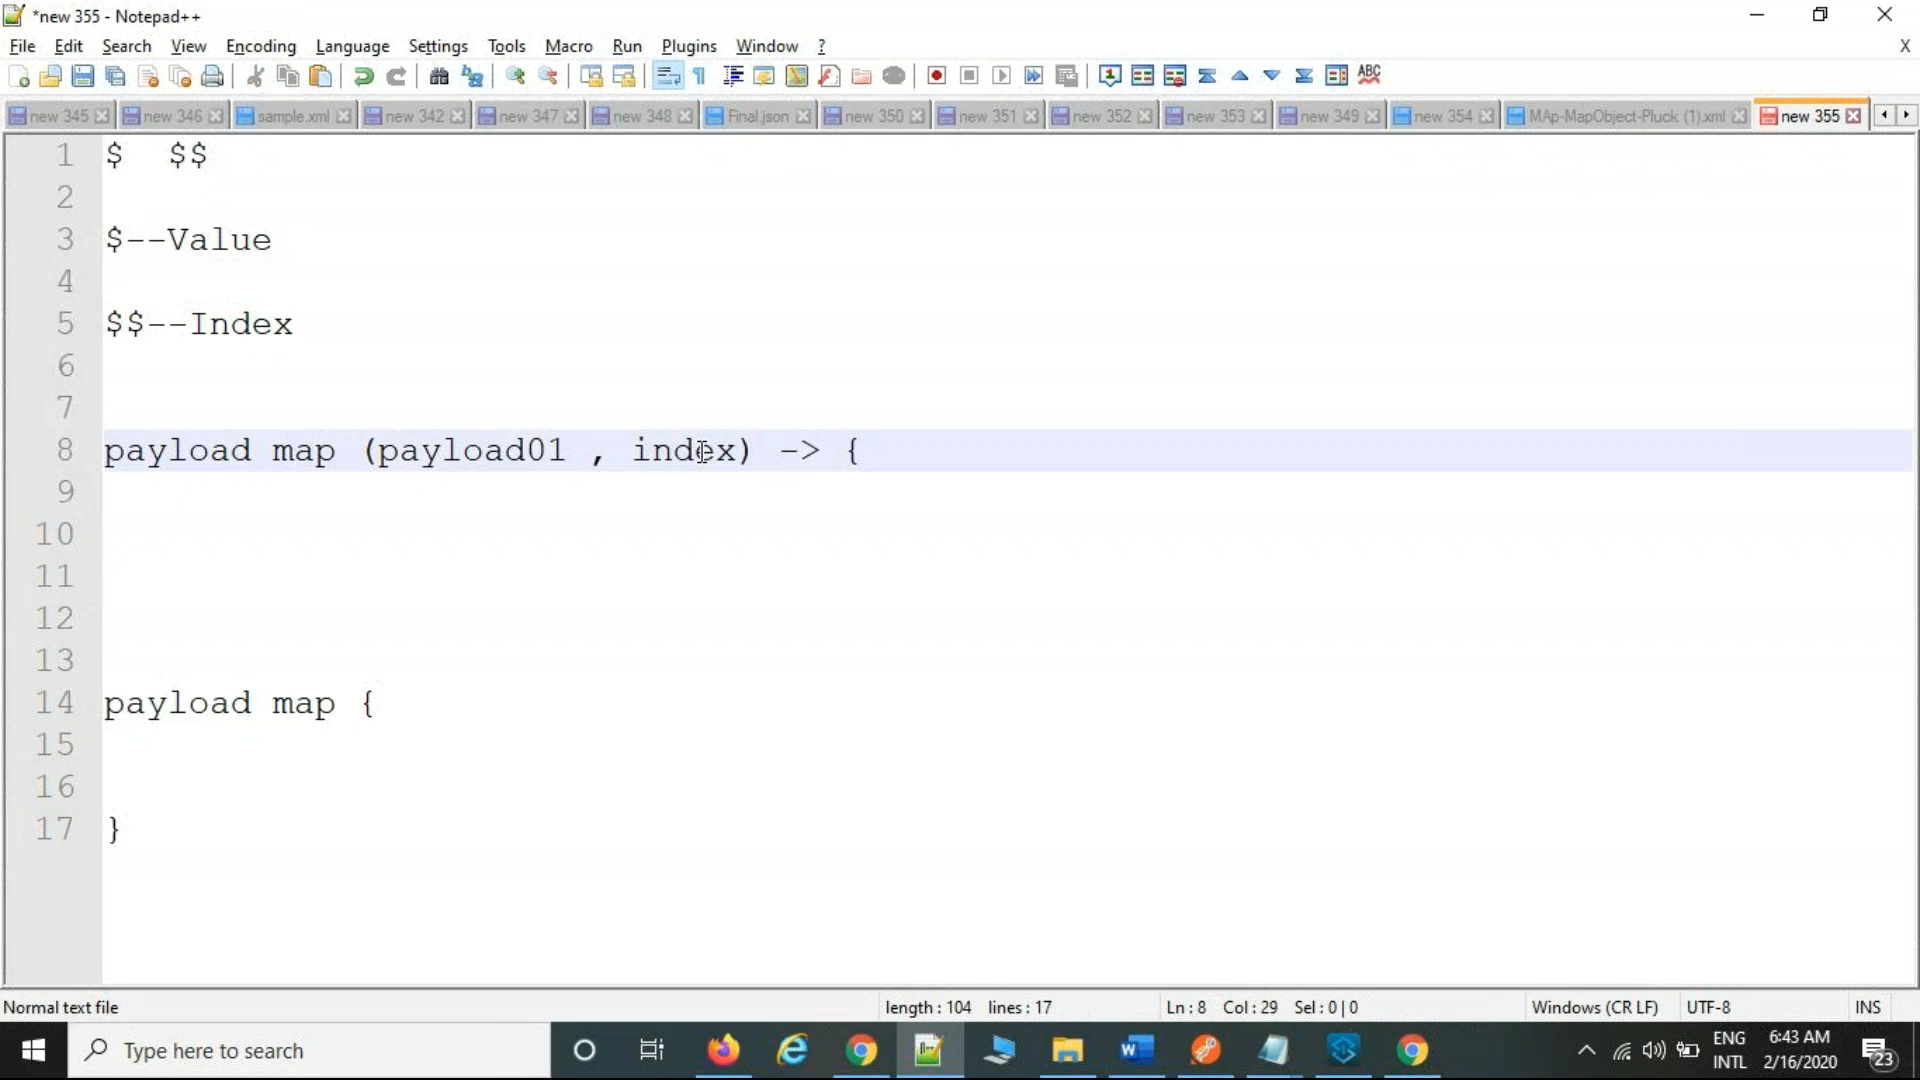 *new 355 - Notepad++
File Edit Search View Encoding Language Settings Tools Macro Run Plugins Window ?
X
ABC
new 345 new 346 sample.xml new 342 new 347 new 348 Final.json new 350 new 351 new 352 new 353 new 349 new 354 MAp-MapObject-Pluck (1).xml new 355
1 $ $$
2
3 $--Value
4
5 $$--Index
6
7
8 payload map (payload01 , index) -> {
9
10
11
12
13
14 payload map {
15
16
17 }
Normal text file length : 104 lines : 17 Ln : 8 Col : 29 Sel : 0 | 0 Windows (CR LF) UTF-8 INS
Type here to search
ENG 6:43 AM
INTL 2/16/2020
23